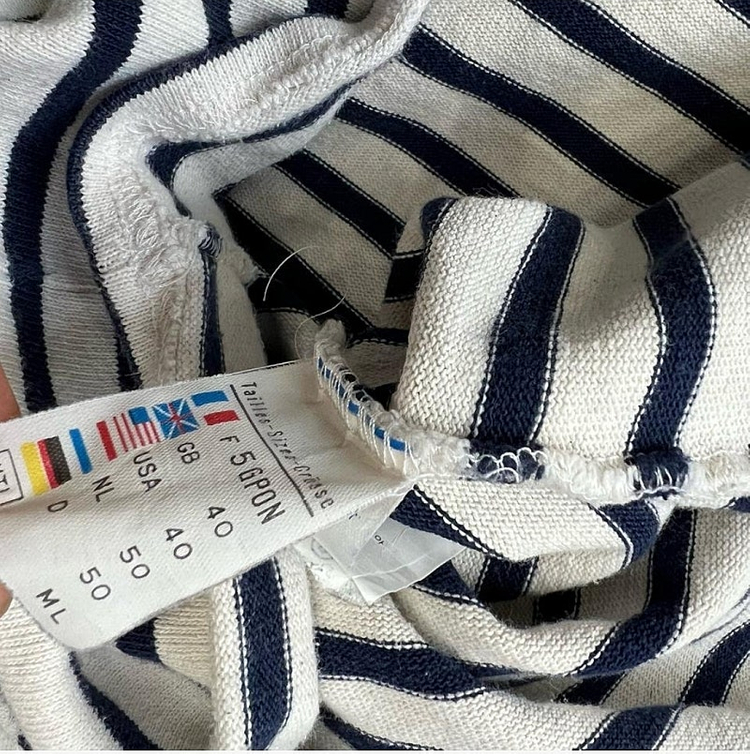 Tailles-Sizes-Grösse
F 5GPON
GB 40
USA 40
NL 50
D 50
ML